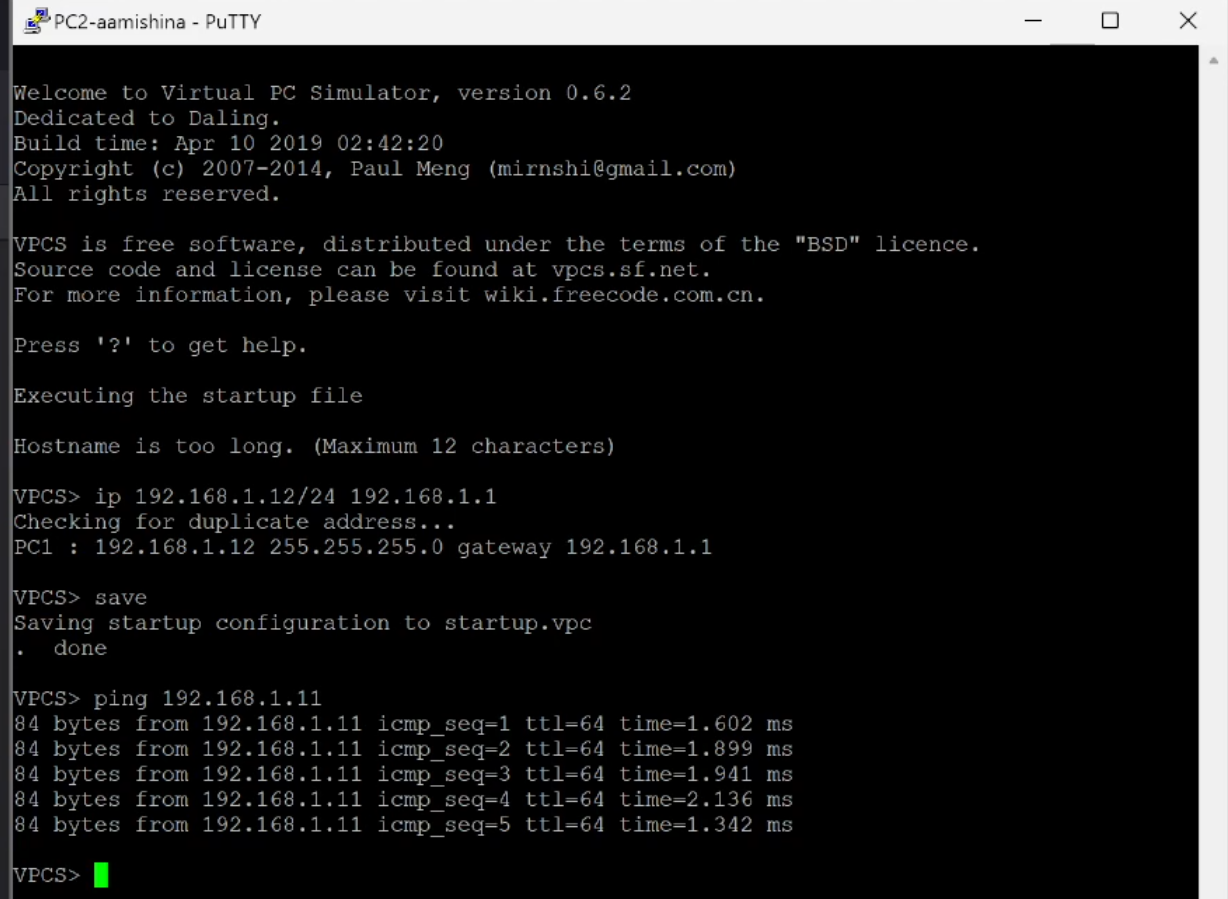 PC2-aamishina - PuTTY
Welcome to Virtual PC Simulator, version 0.6.2
Dedicated to Daling.
Build time: Apr 10 2019 02:42:20
Copyright (c) 2007-2014, Paul Meng (mirnshi@gmail.com)
All rights reserved.
VPCS is free software, distributed under the terms of the "BSD" licence.
Source code and license can be found at vpcs.sf.net.
For more information, please visit wiki.freecode.com.cn.
Press '?' to get help.
Executing the startup file
Hostname is too long. (Maximum 12 characters)
VPCS> ip 192.168.1.12/24 192.168.1.1
Checking for duplicate address...
PC1 : 192.168.1.12 255.255.255.0 gateway 192.168.1.1
VPCS> save
Saving startup configuration to startup.vpc
.  done
VPCS> ping 192.168.1.11
84 bytes from 192.168.1.11 icmp_seq=1 ttl=64 time=1.602 ms
84 bytes from 192.168.1.11 icmp_seq=2 ttl=64 time=1.899 ms
84 bytes from 192.168.1.11 icmp_seq=3 ttl=64 time=1.941 ms
84 bytes from 192.168.1.11 icmp_seq=4 ttl=64 time=2.136 ms
84 bytes from 192.168.1.11 icmp_seq=5 ttl=64 time=1.342 ms
VPCS>